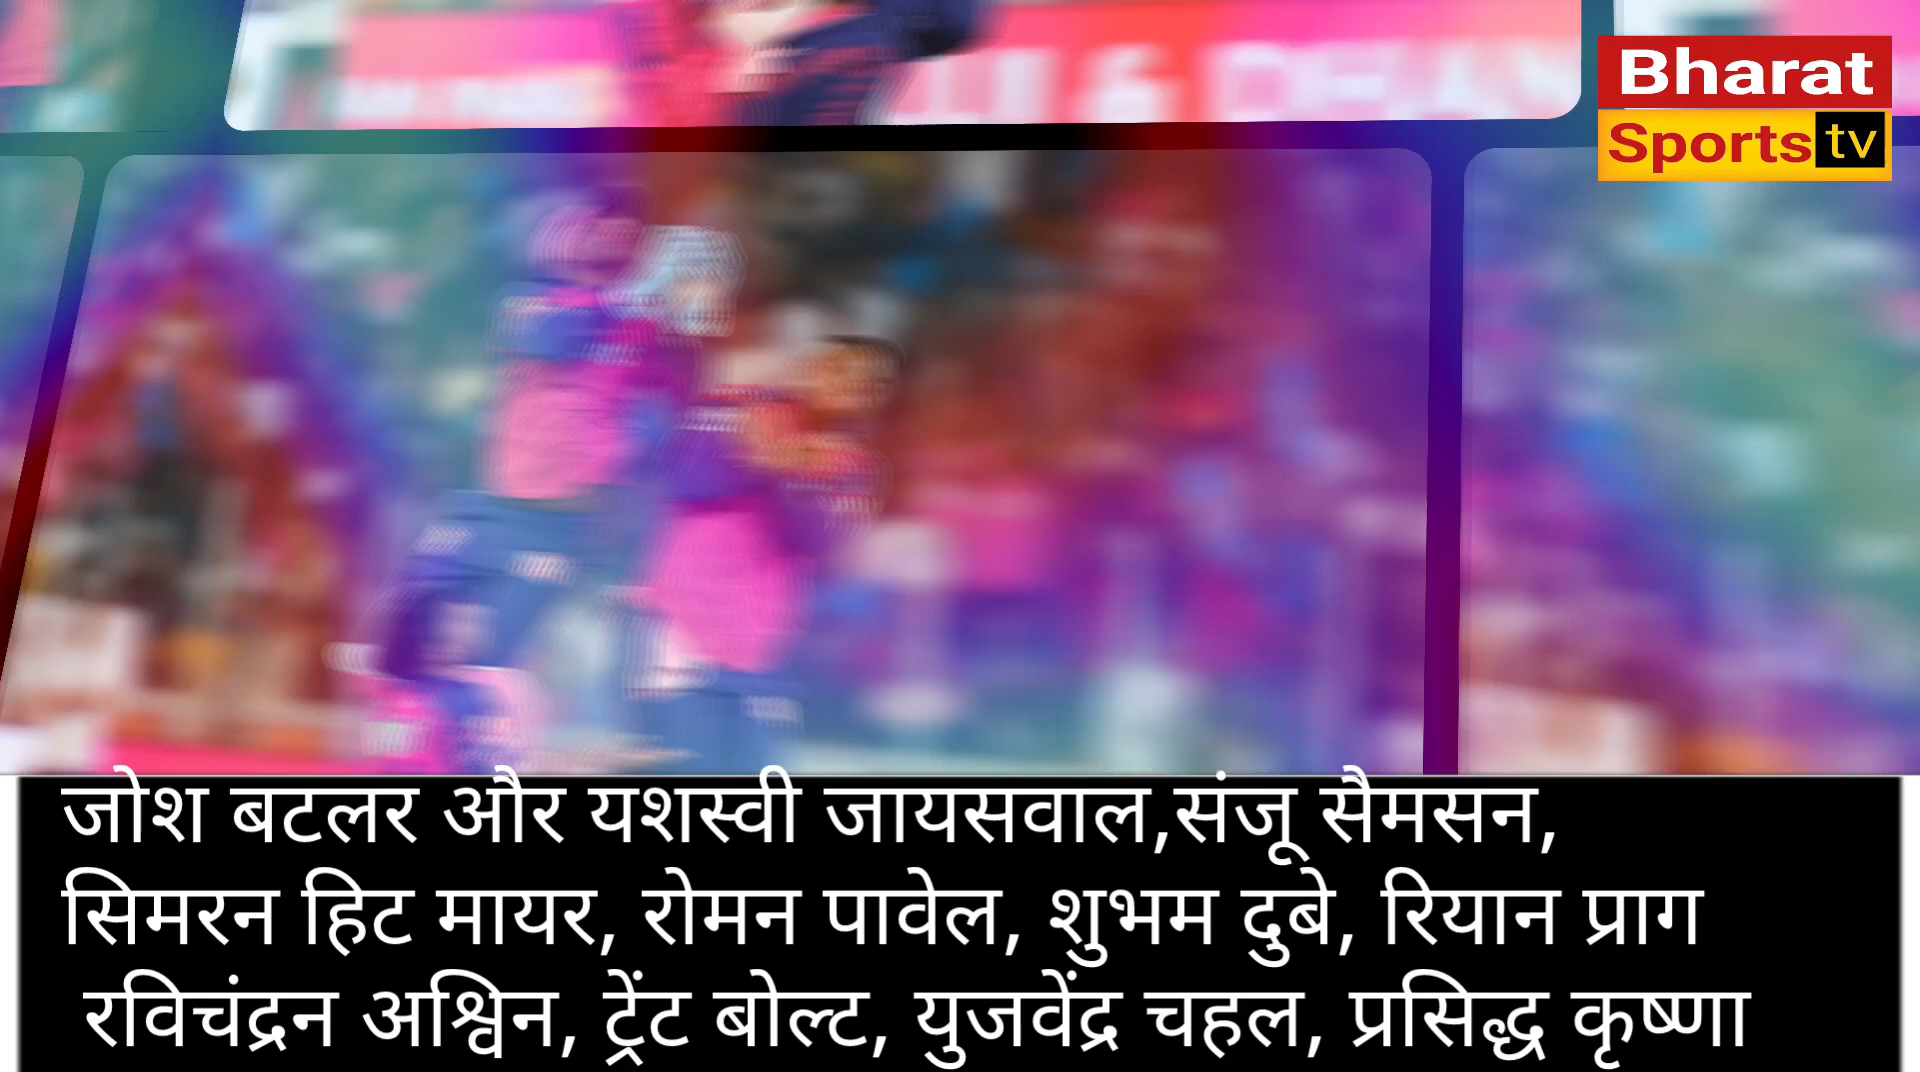 Bharat
Sports tv
जोश बटलर और यशस्वी जायसवाल,संजू सैमसन,
सिमरन हिट मायर, रोमन पावेल, शुभम दुबे, रियान प्राग
रविचंद्रन अश्विन, ट्रेंट बोल्ट, युजवेंद्र चहल, प्रसिद्ध कृष्णा